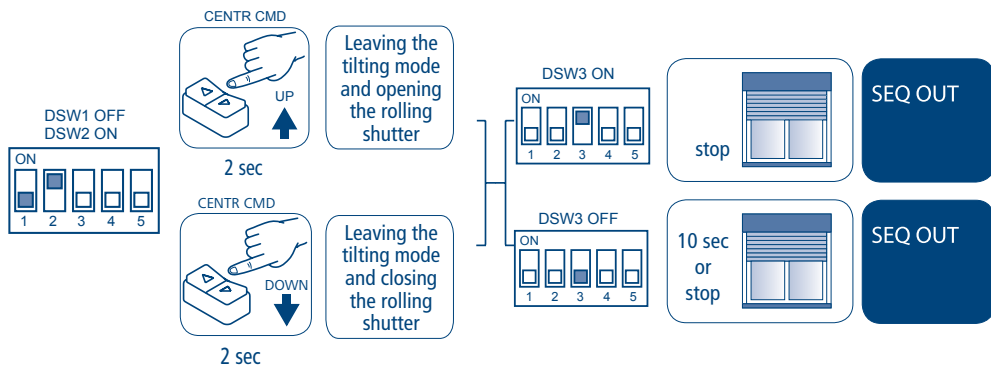 DSW1 OFF
DSW2 ON
ON
1 2 3 4 5
CENTR CMD
UP
2 sec
Leaving the
tilting mode
and opening
the rolling
shutter
CENTR CMD
DOWN
2 sec
Leaving the
tilting mode
and closing
the rolling
shutter
DSW3 ON
ON
1 2 3 4 5
stop
SEQ OUT
DSW3 OFF
ON
1 2 3 4 5
10 sec
or
stop
SEQ OUT